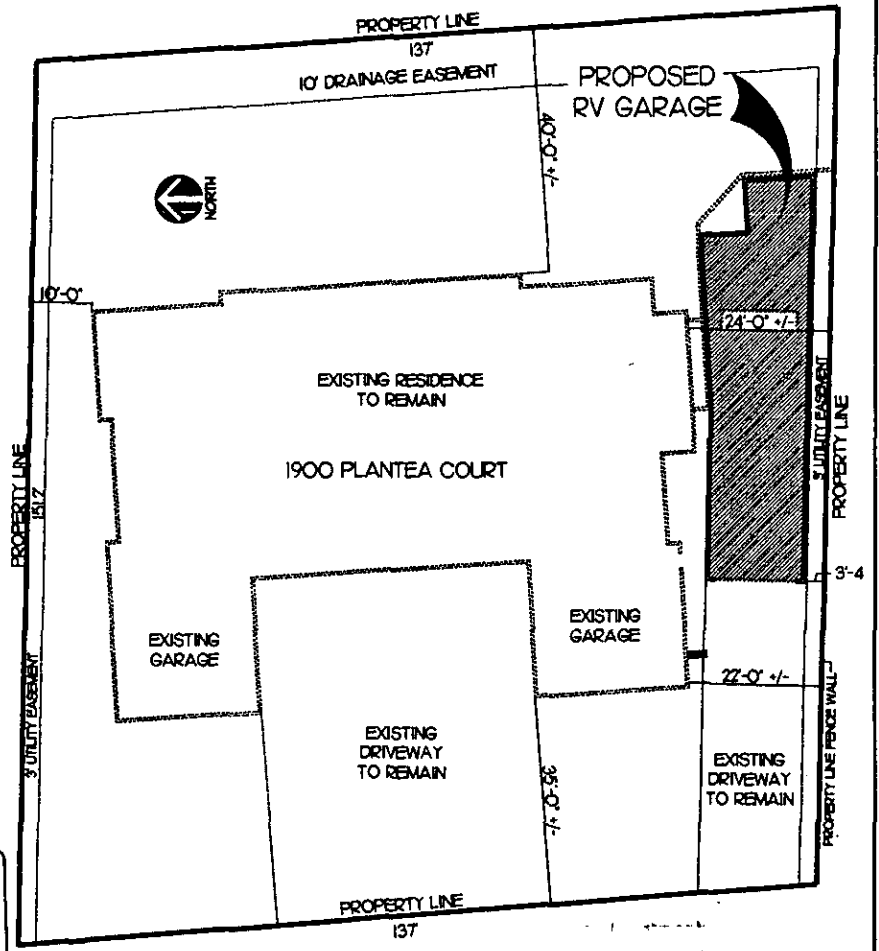 PROPERTY LINE
137'
10' DRAINAGE EASEMENT
PROPOSED
RV GARAGE
40'-0" +/-
NORTH
10'-0"
24'-0" +/-
EXISTING RESIDENCE
TO REMAIN
3' UTILITY EASEMENT
PROPERTY LINE
1900 PLANTEA COURT
PROPERTY LINE
151.2'
3'-4
EXISTING
GARAGE
EXISTING
GARAGE
22'-0" +/-
3' UTILITY EASEMENT
EXISTING
DRIVEWAY
TO REMAIN
35'-0" +/-
EXISTING
DRIVEWAY
TO REMAIN
PROPERTY LINE FENCE WALL
PROPERTY LINE
137'